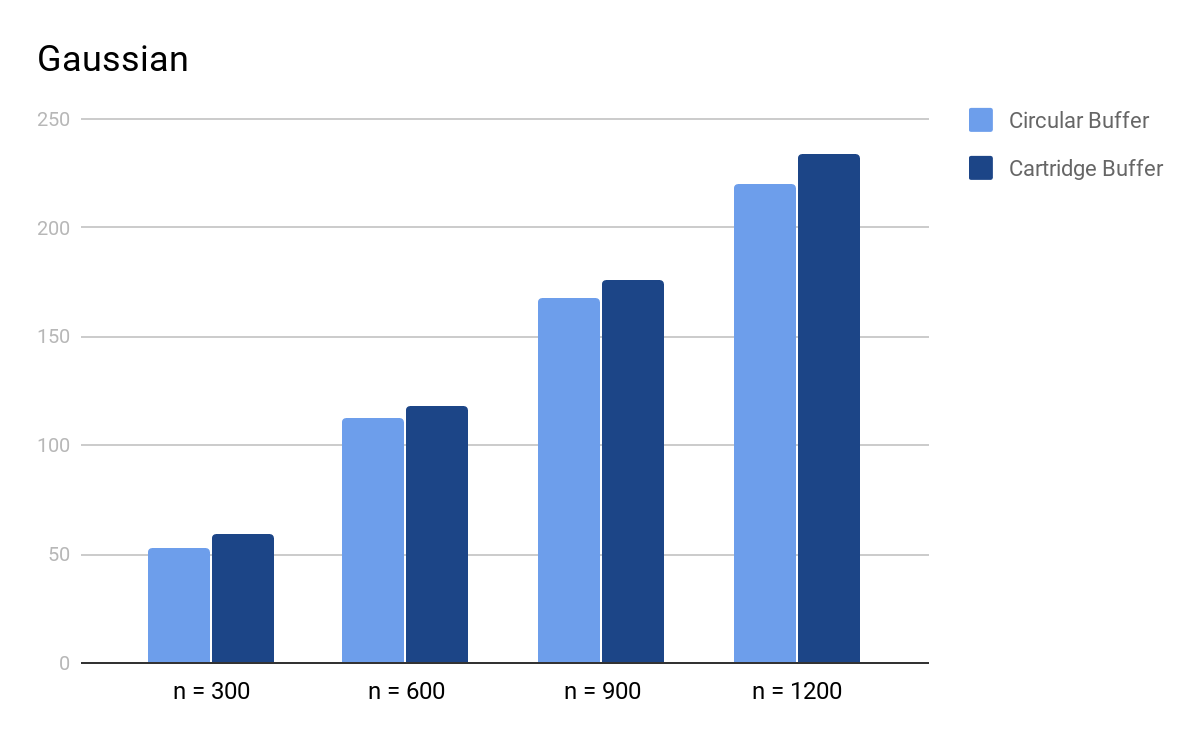 Gaussian
250
200
150
100
50
0
n = 300
n = 600
n = 900
n = 1200
Circular Buffer
Cartridge Buffer